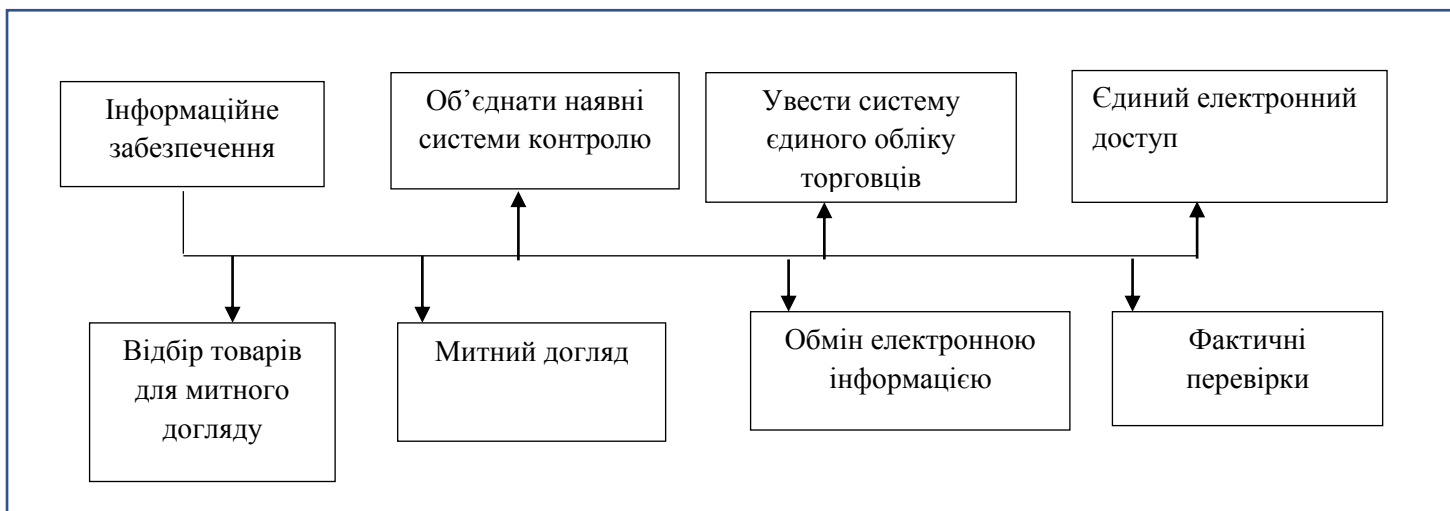 Інформаційне
забезпечення
Об’єднати наявні
системи контролю
Увести систему
єдиного обліку
торговців
Єдиний електронний
доступ
Відбір товарів
для митного
догляду
Митний догляд
Обмін електронною
інформацією
Фактичні
перевірки